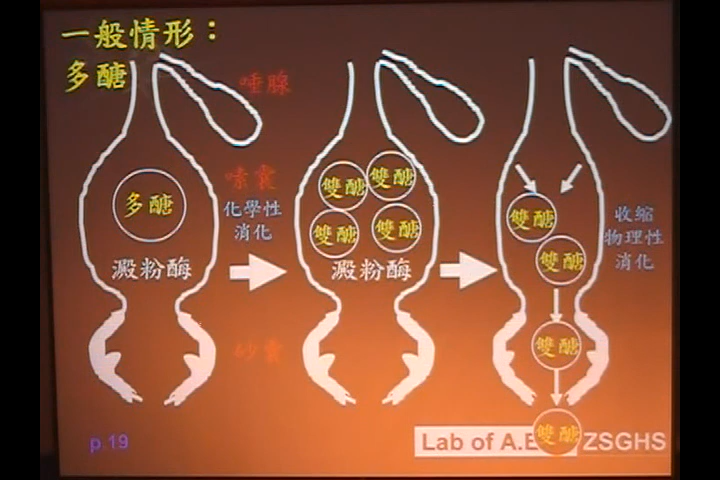 一般情形：
多醣
唾腺
嗉囊
多醣
化學性
消化
澱粉酶
砂囊
雙醣
雙醣
雙醣
雙醣
澱粉酶
雙醣
雙醣
收縮
物理性
消化
雙醣
雙醣
p.19
Lab of A.E
ZSGHS